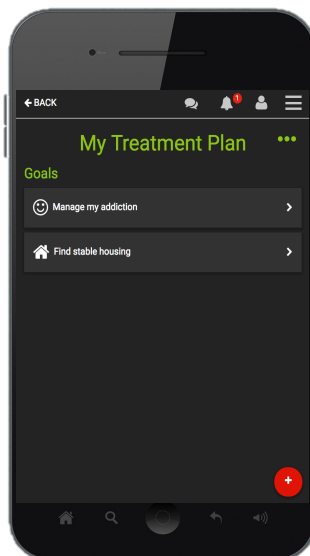 BACK
1
My Treatment Plan
Goals
Manage my addiction
Find stable housing
+